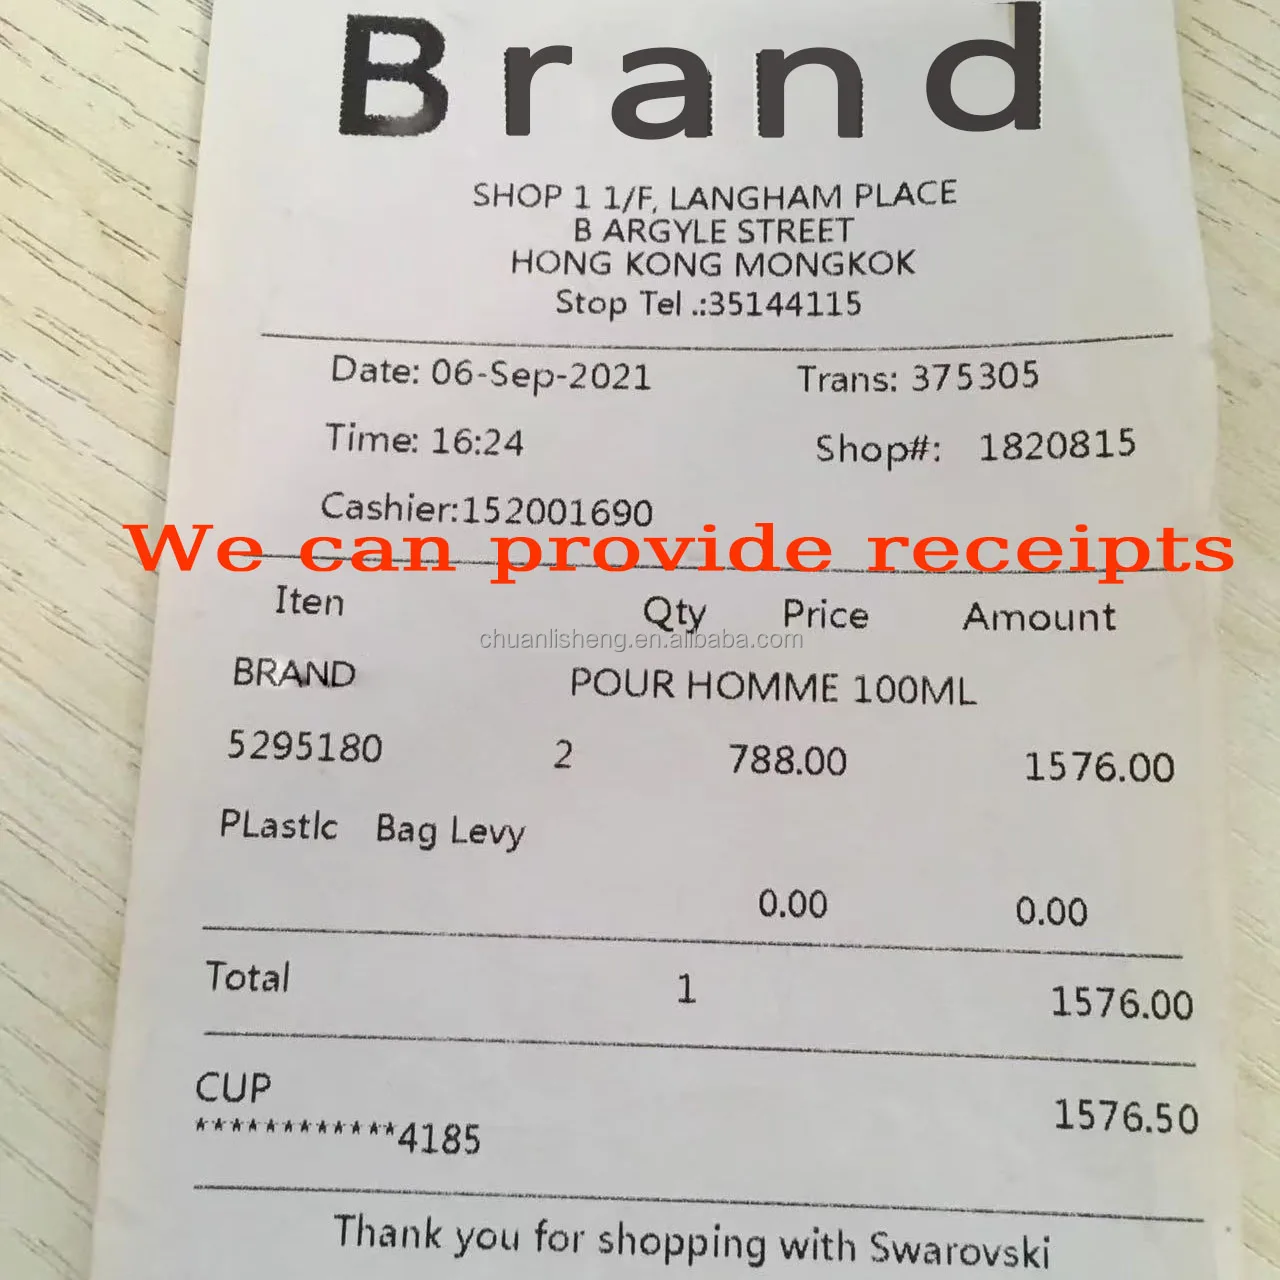 Brand
SHOP 1 1/F, LANGHAM PLACE
B ARGYLE STREET
HONG KONG MONGKOK
Stop Tel .:35144115
Date: 06-Sep-2021 Trans: 375305
Time: 16:24 Shop#: 1820815
Cashier:152001690
We can provide receipts
Iten Qty Price Amount
chuanlisheng.en.alibaba.com
BRAND POUR HOMME 100ML
5295180 2 788.00 1576.00
PLastlc Bag Levy
0.00 0.00
Total 1 1576.00
CUP 1576.50
************4185
Thank you for shopping with Swarovski